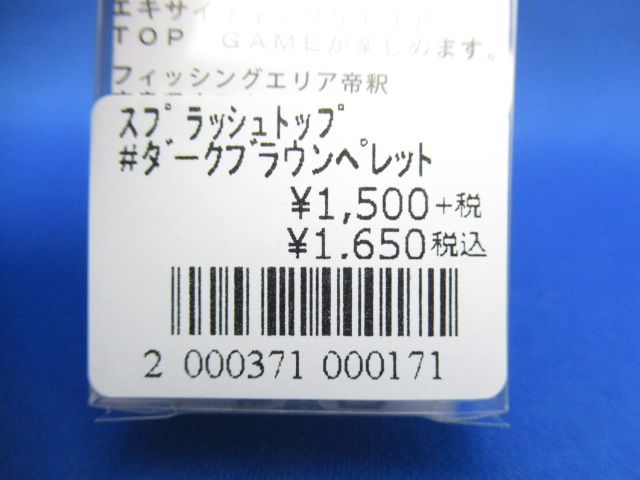 TOP GAMEが楽しめます。
フィッシングエリア帝釈
スプラッシュトップ
#ダークブラウンペレット
¥1,500+税
¥1.650税込
2 000371 000171